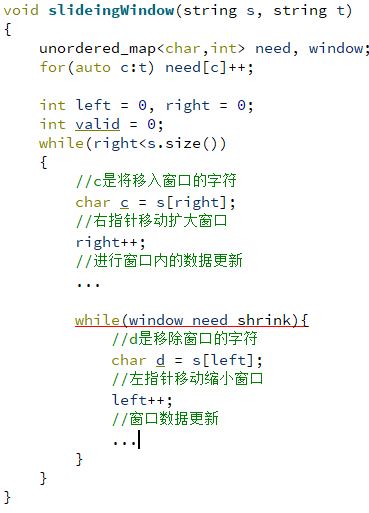 void slideingWindow(string s, string t)
{
    unordered_map<char,int> need, window;
    for(auto c:t) need[c]++;

    int left = 0, right = 0;
    int valid = 0;
    while(right<s.size())
    {
        //c是将移入窗口的字符
        char c = s[right];
        //右指针移动扩大窗口
        right++;
        //进行窗口内的数据更新
        ...

        while(window need shrink){
            //d是移除窗口的字符
            char d = s[left];
            //左指针移动缩小窗口
            left++;
            //窗口数据更新
            ...
        }
    }
}